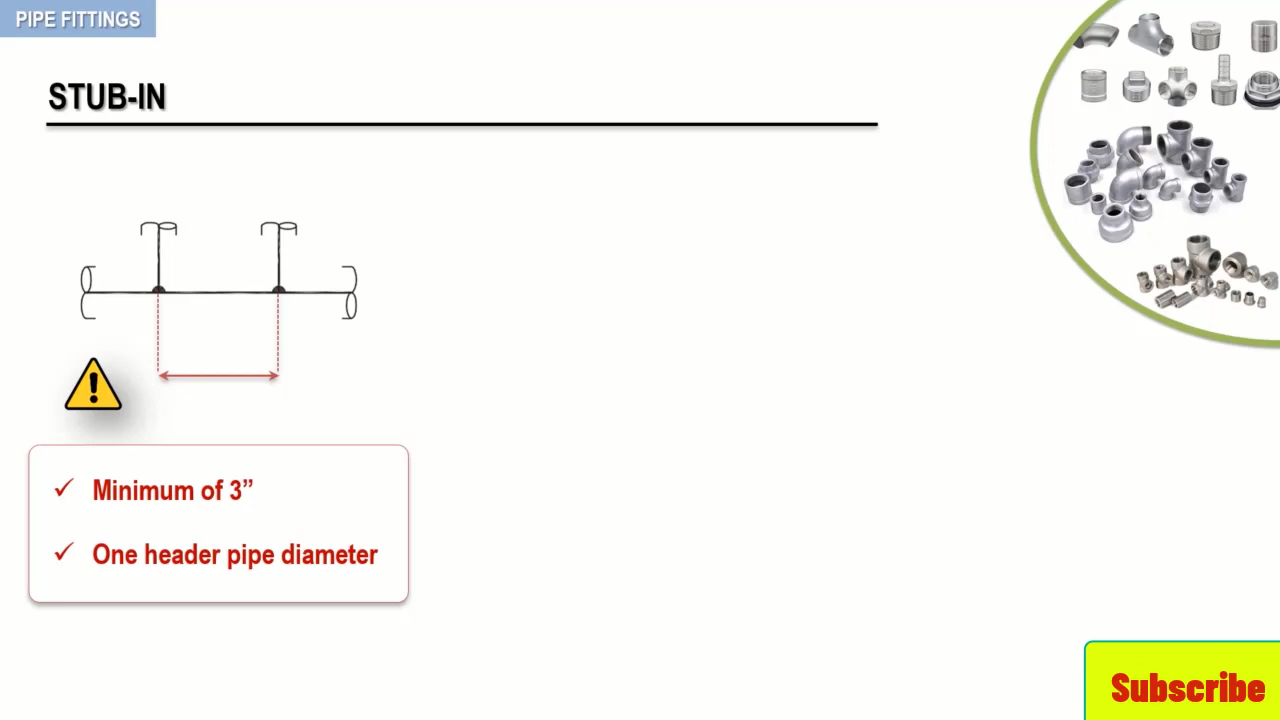 PIPE FITTINGS
STUB-IN
✓ Minimum of 3”
✓ One header pipe diameter
Subscribe